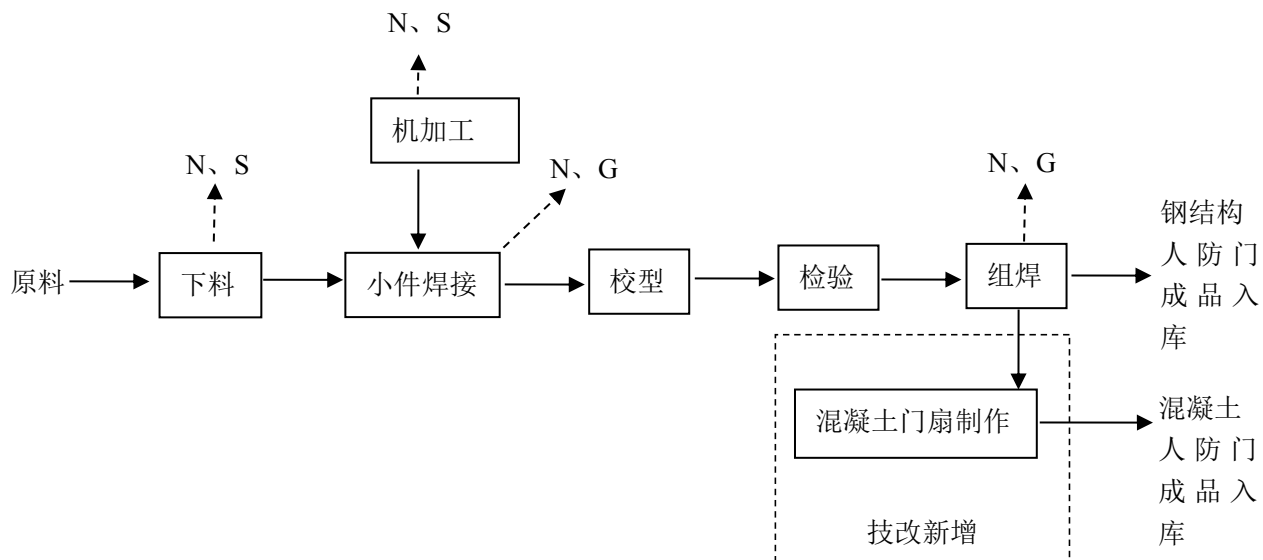 N、S
机加工
N、S
N、G
N、G
原料
下料
小件焊接
校型
检验
组焊
钢结构
人防门
成品入
库
混凝土门扇制作
混凝土
人防门
成品入
库
技改新增